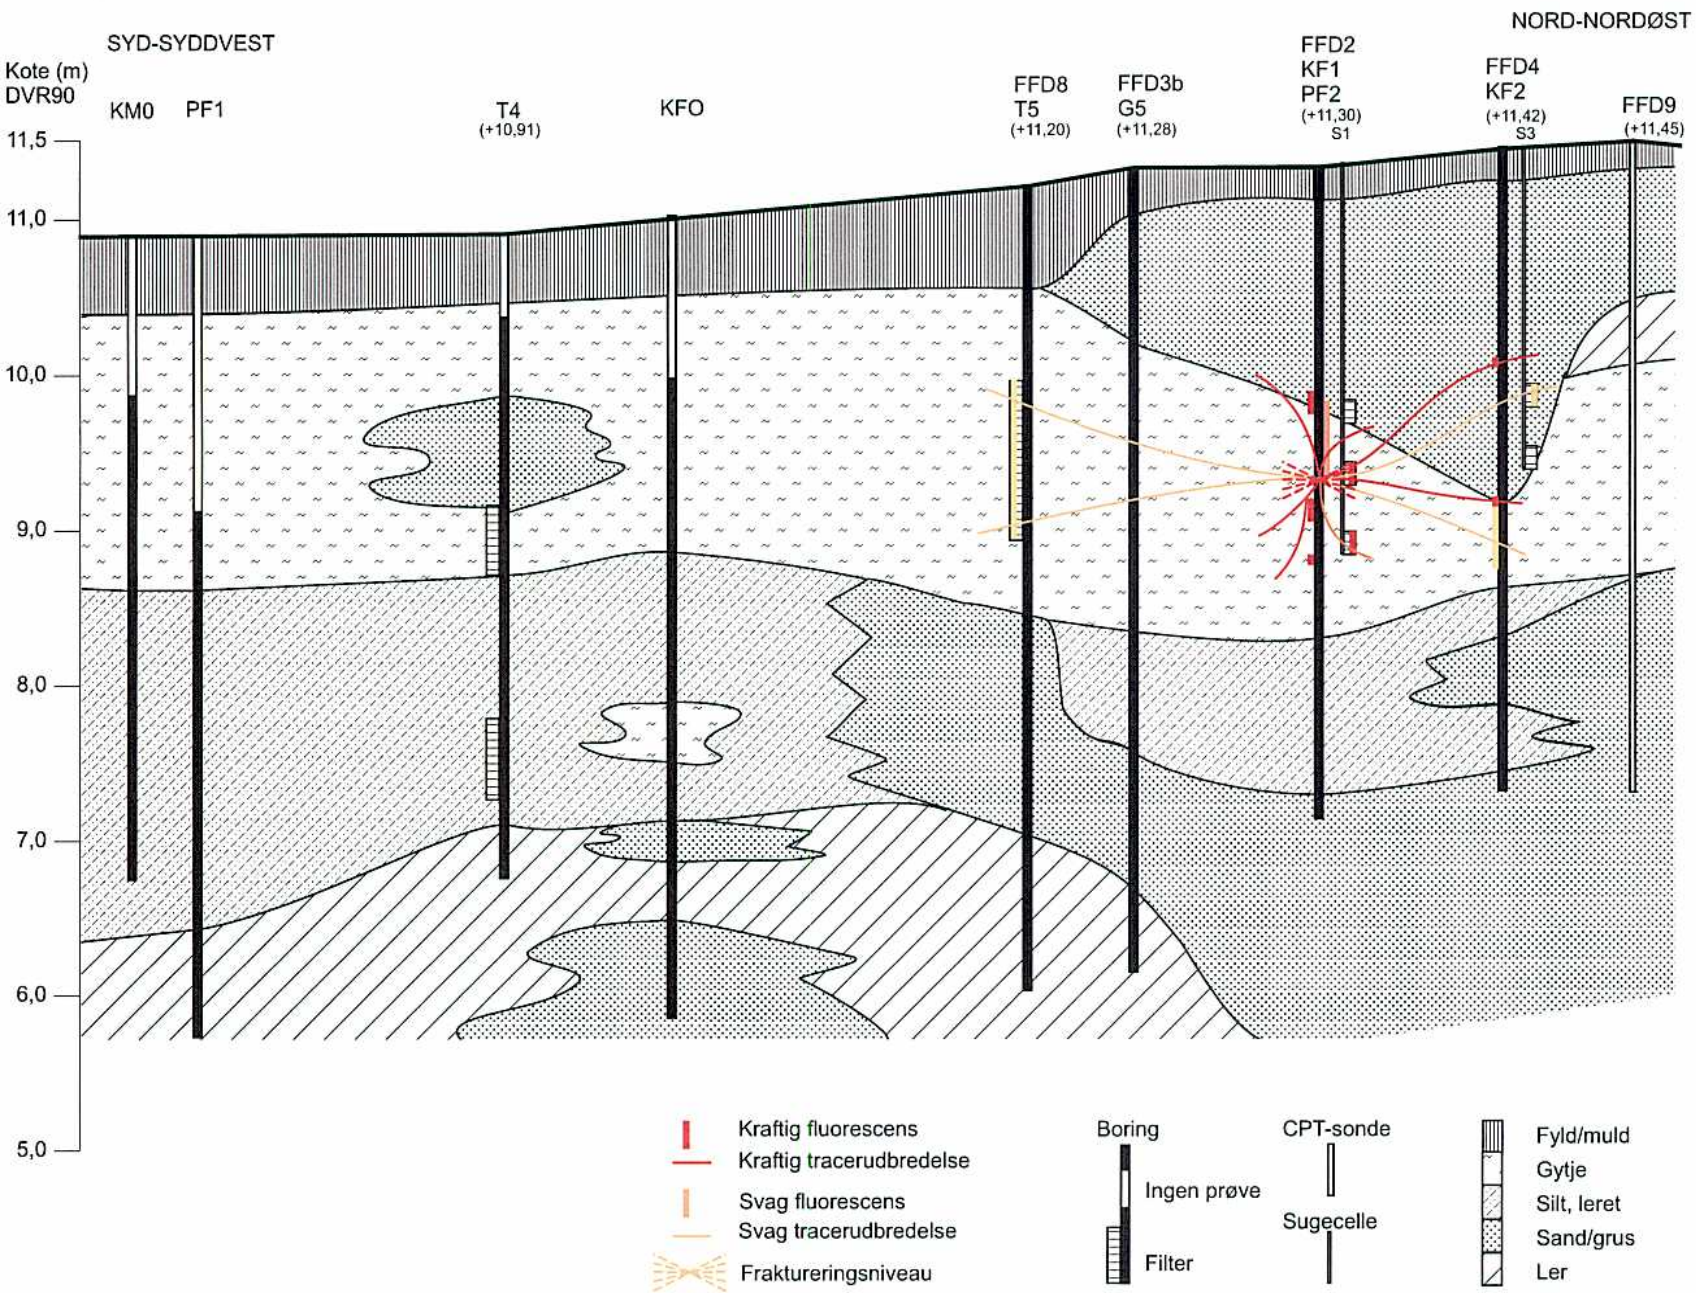 SYD-SYDDVEST
NORD-NORDØST
Kote (m)
DVR90
KM0
PF1
T4
(+10,91)
KFO
FFD8
T5
(+11,20)
FFD3b
G5
(+11,28)
FFD2
KF1
PF2
(+11,30)
S1
FFD4
KF2
(+11,42)
S3
FFD9
(+11,45)
11,5
11,0
10,0
9,0
8,0
7,0
6,0
5,0
Kraftig fluorescens
Kraftig tracerudbredelse
Svag fluorescens
Svag tracerudbredelse
Fraktureringsniveau
Boring
Ingen prøve
Filter
CPT-sonde
Sugecelle
Fyld/muld
Gytje
Silt, leret
Sand/grus
Ler